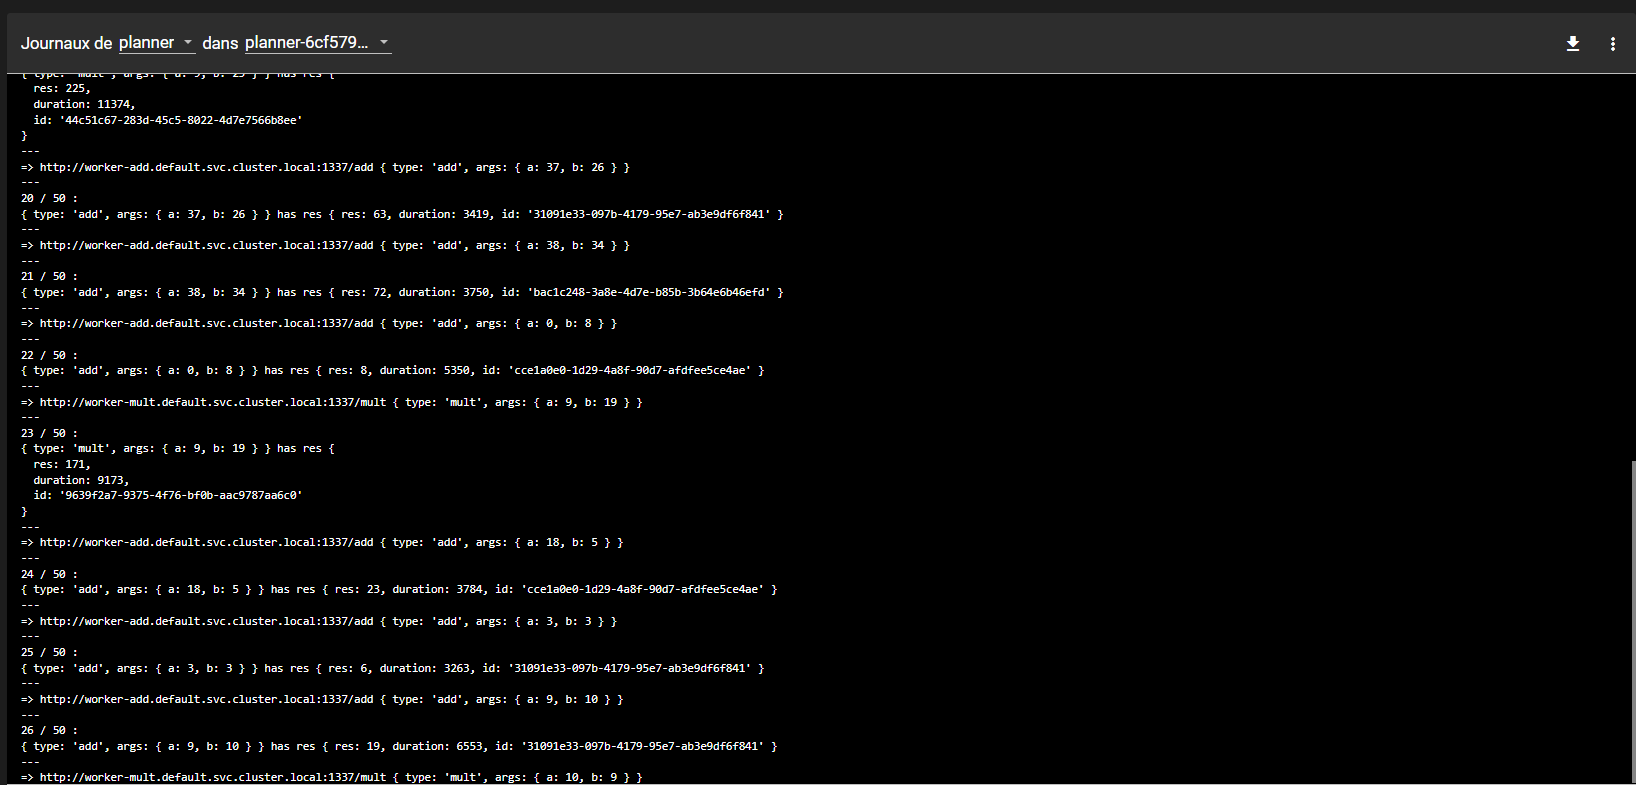 Journaux de planner dans planner-6cf579...
{ type: 'mult', args: { a: 9, b: 25 } } has res {
  res: 225,
  duration: 11374,
  id: '44c51c67-283d-45c5-8022-4d7e7566b8ee'
}
---
=> http://worker-add.default.svc.cluster.local:1337/add { type: 'add', args: { a: 37, b: 26 } }
---
20 / 50 :
{ type: 'add', args: { a: 37, b: 26 } } has res { res: 63, duration: 3419, id: '31091e33-097b-4179-95e7-ab3e9df6f841' }
---
=> http://worker-add.default.svc.cluster.local:1337/add { type: 'add', args: { a: 38, b: 34 } }
---
21 / 50 :
{ type: 'add', args: { a: 38, b: 34 } } has res { res: 72, duration: 3750, id: 'bac1c248-3a8e-4d7e-b85b-3b64e6b46efd' }
---
=> http://worker-add.default.svc.cluster.local:1337/add { type: 'add', args: { a: 0, b: 8 } }
---
22 / 50 :
{ type: 'add', args: { a: 0, b: 8 } } has res { res: 8, duration: 5350, id: 'cce1a0e0-1d29-4a8f-90d7-afdfee5ce4ae' }
---
=> http://worker-mult.default.svc.cluster.local:1337/mult { type: 'mult', args: { a: 9, b: 19 } }
---
23 / 50 :
{ type: 'mult', args: { a: 9, b: 19 } } has res {
  res: 171,
  duration: 9173,
  id: '9639f2a7-9375-4f76-bf0b-aac9787aa6c0'
}
---
=> http://worker-add.default.svc.cluster.local:1337/add { type: 'add', args: { a: 18, b: 5 } }
---
24 / 50 :
{ type: 'add', args: { a: 18, b: 5 } } has res { res: 23, duration: 3784, id: 'cce1a0e0-1d29-4a8f-90d7-afdfee5ce4ae' }
---
=> http://worker-add.default.svc.cluster.local:1337/add { type: 'add', args: { a: 3, b: 3 } }
---
25 / 50 :
{ type: 'add', args: { a: 3, b: 3 } } has res { res: 6, duration: 3263, id: '31091e33-097b-4179-95e7-ab3e9df6f841' }
---
=> http://worker-add.default.svc.cluster.local:1337/add { type: 'add', args: { a: 9, b: 10 } }
---
26 / 50 :
{ type: 'add', args: { a: 9, b: 10 } } has res { res: 19, duration: 6553, id: '31091e33-097b-4179-95e7-ab3e9df6f841' }
---
=> http://worker-mult.default.svc.cluster.local:1337/mult { type: 'mult', args: { a: 10, b: 9 } }